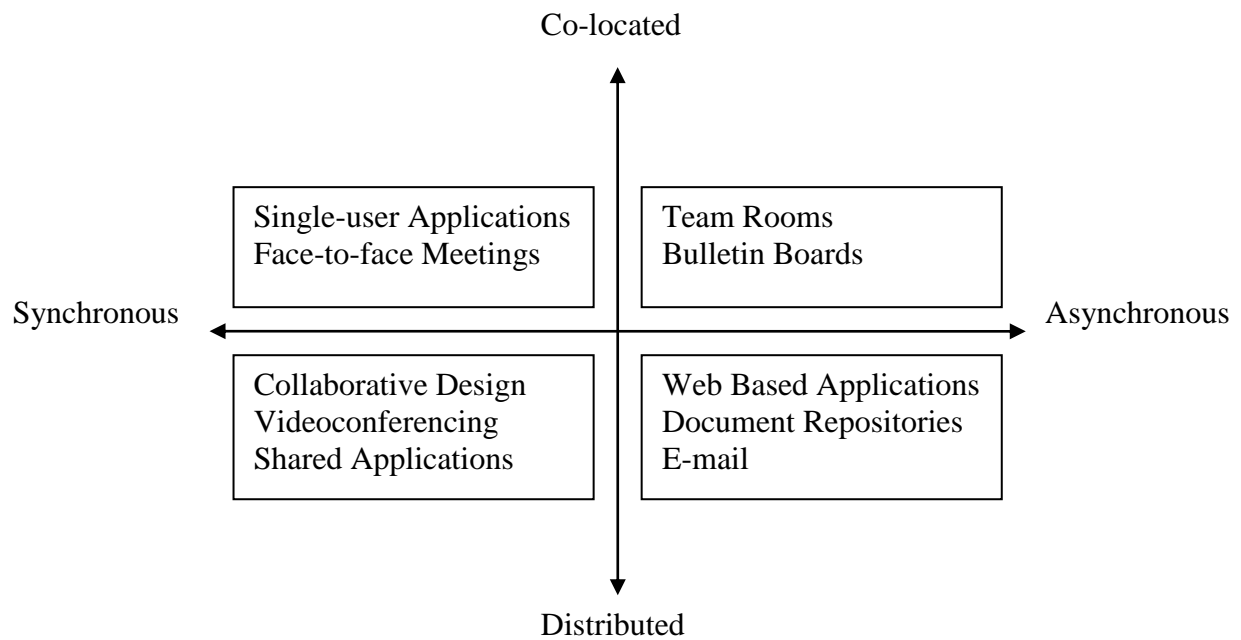 Co-located
Single-user Applications
Face-to-face Meetings
Team Rooms
Bulletin Boards
Synchronous
Asynchronous
Collaborative Design
Videoconferencing
Shared Applications
Web Based Applications
Document Repositories
E-mail
Distributed